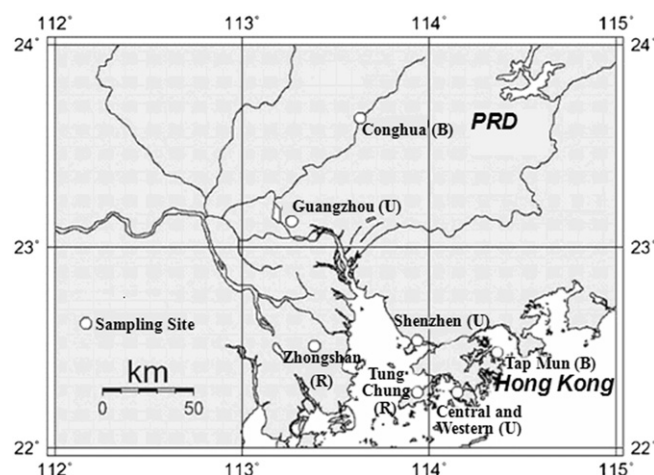 112° 113° 114° 115°
24° 24°
PRD
Conghua (B)
Guangzhou (U)
23° 23°
Sampling Site
Shenzhen (U)
Zhongshan
(R)
Tap Mun (B)
Tung
Chung
(R)
Hong Kong
km
0 50
Central and
Western (U)
22° 22°
112° 113° 114° 115°